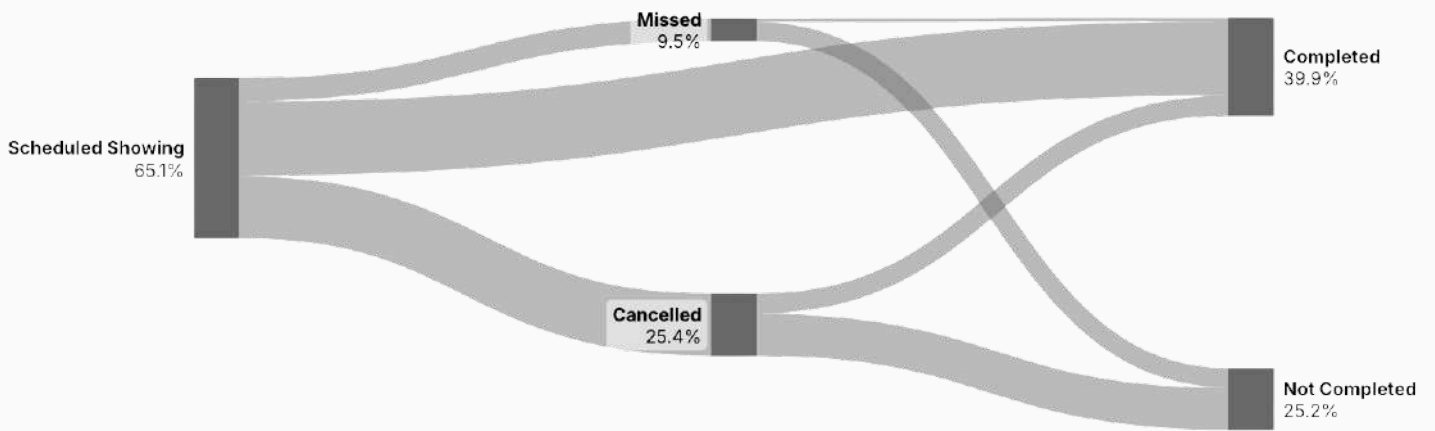 Missed
9.5%
Completed
39.9%
Scheduled Showing
65.1%
Cancelled
25.4%
Not Completed
25.2%